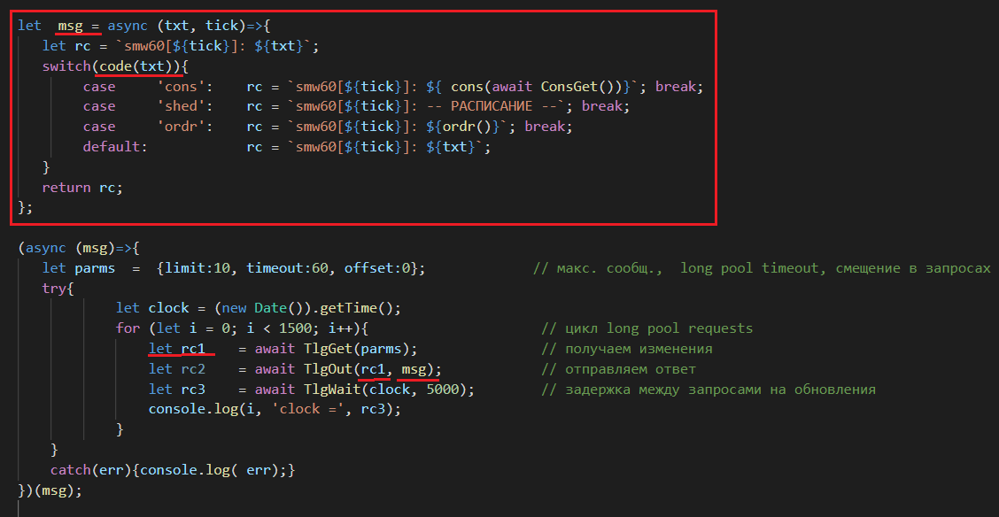 let  msg = async (txt, tick)=>{
let rc = `smw60[${tick}]: ${txt}`;
switch(code(txt)){
case    'cons':    rc = `smw60[${tick}]: ${ cons(await ConsGet())}`; break;
case    'shed':    rc = `smw60[${tick}]: -- РАСПИСАНИЕ --`; break;
case    'ordr':    rc = `smw60[${tick}]: ${ordr()}`; break;
default:            rc = `smw60[${tick}]: ${txt}`;
}
return rc;
};
(async (msg)=>{
let parms  =  {limit:10, timeout:60, offset:0};             // макс. сообщ.,  long pool timeout, смещение в запросах
try{
let clock = (new Date()).getTime();
for (let i = 0; i < 1500; i++){                     // цикл long pool requests
let rc1    = await TlgGet(parms);               // получаем изменения
let rc2    = await TlgOut(rc1, msg);            // отправляем ответ
let rc3    = await TlgWait(clock, 5000);        // задержка между запросами на обновления
console.log(i, 'clock =', rc3);
}
}
catch(err){console.log( err);}
})(msg);